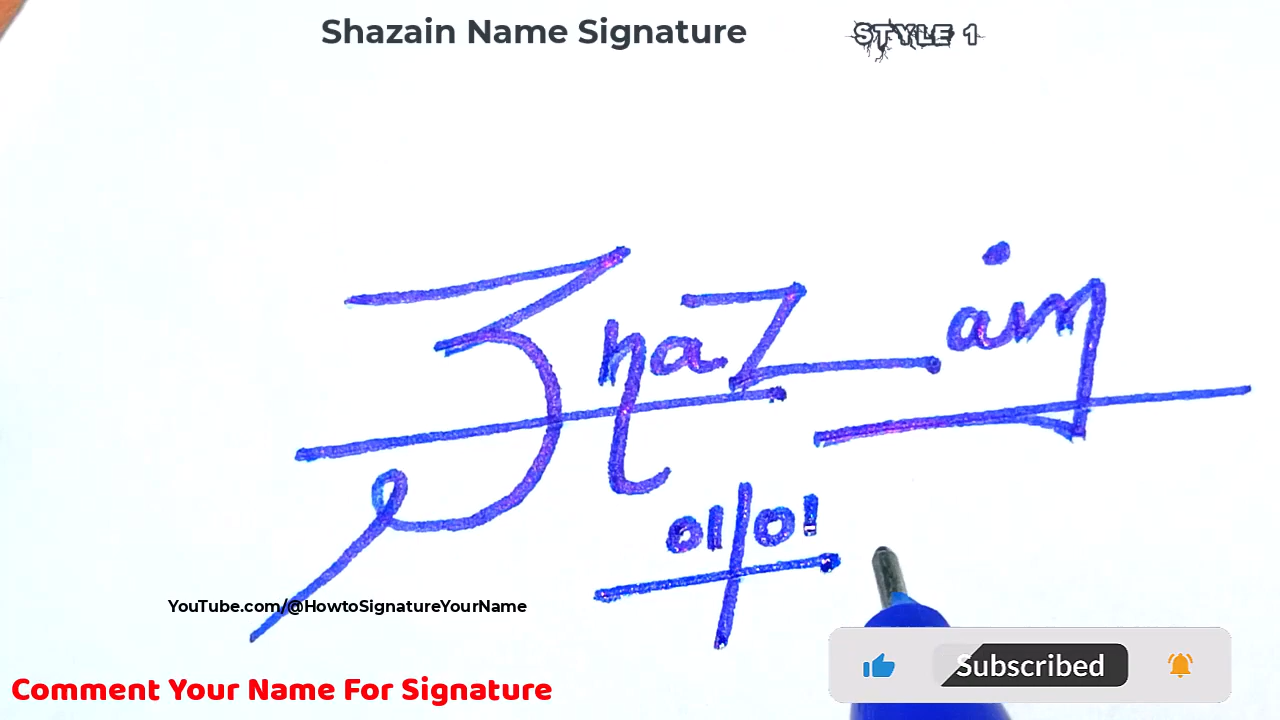 Shazain Name Signature STYLE 1
Shazain
01/01
YouTube.com/@HowtoSignatureYourName
Subscribed
Comment Your Name For Signature